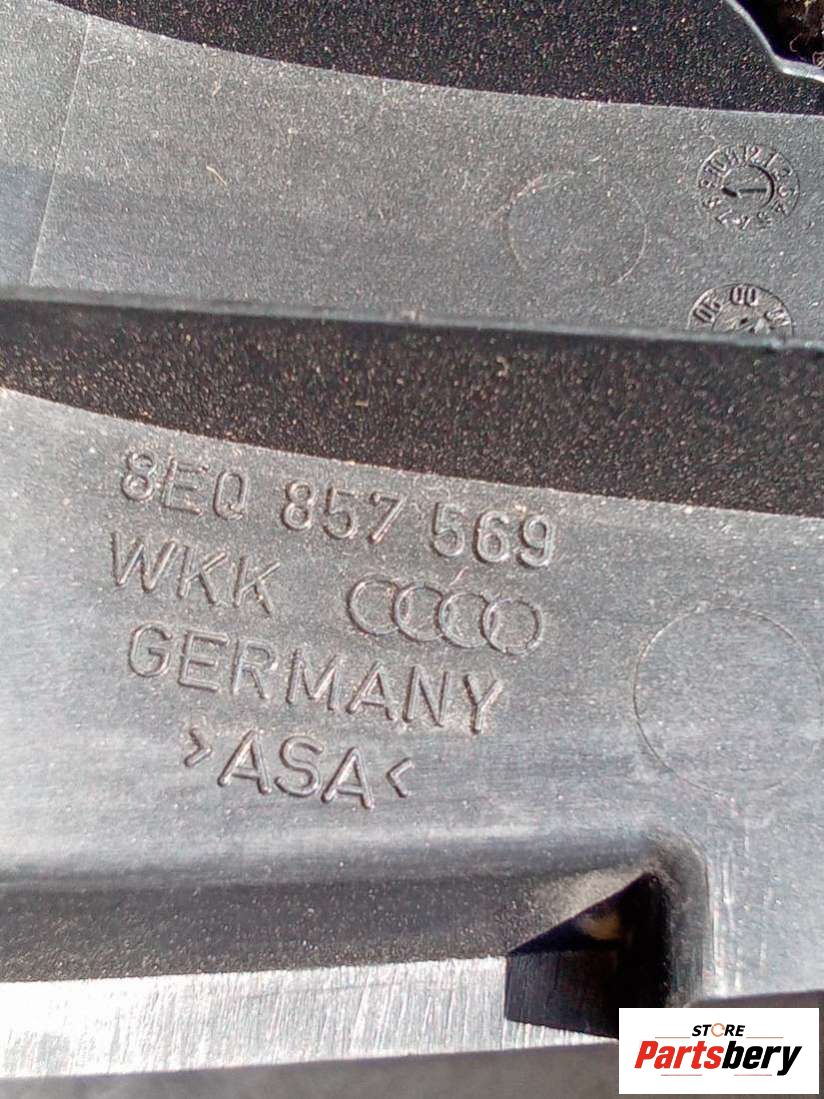 8E0 857 569
WKK
GERMANY
>ASA<
STORE
Partsbery